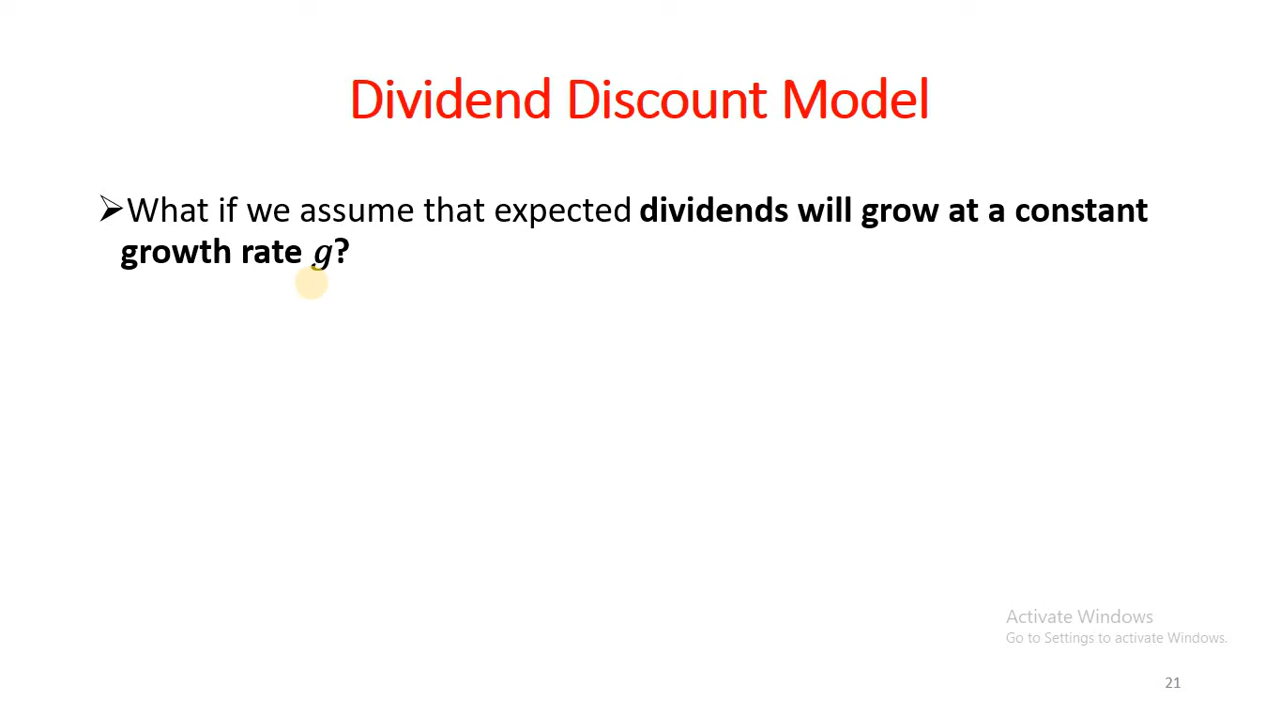 Dividend Discount Model
➢What if we assume that expected dividends will grow at a constant
growth rate g?
Activate Windows
Go to Settings to activate Windows.
21